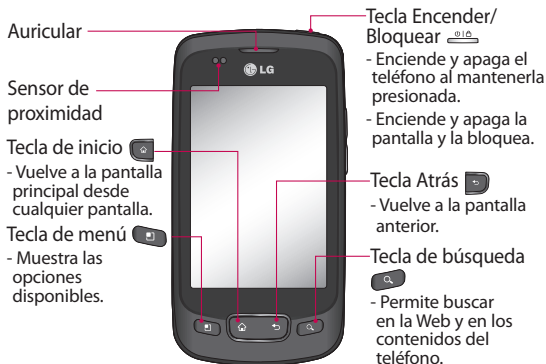 Auricular
Sensor de
proximidad
Tecla de inicio
- Vuelve a la pantalla
principal desde
cualquier pantalla.
Tecla de menú
- Muestra las
opciones
disponibles.
LG
Tecla Encender/
Bloquear
- Enciende y apaga el
teléfono al mantenerla
presionada.
- Enciende y apaga la
pantalla y la bloquea.
Tecla Atrás
- Vuelve a la pantalla
anterior.
Tecla de búsqueda
- Permite buscar
en la Web y en los
contenidos del
teléfono.